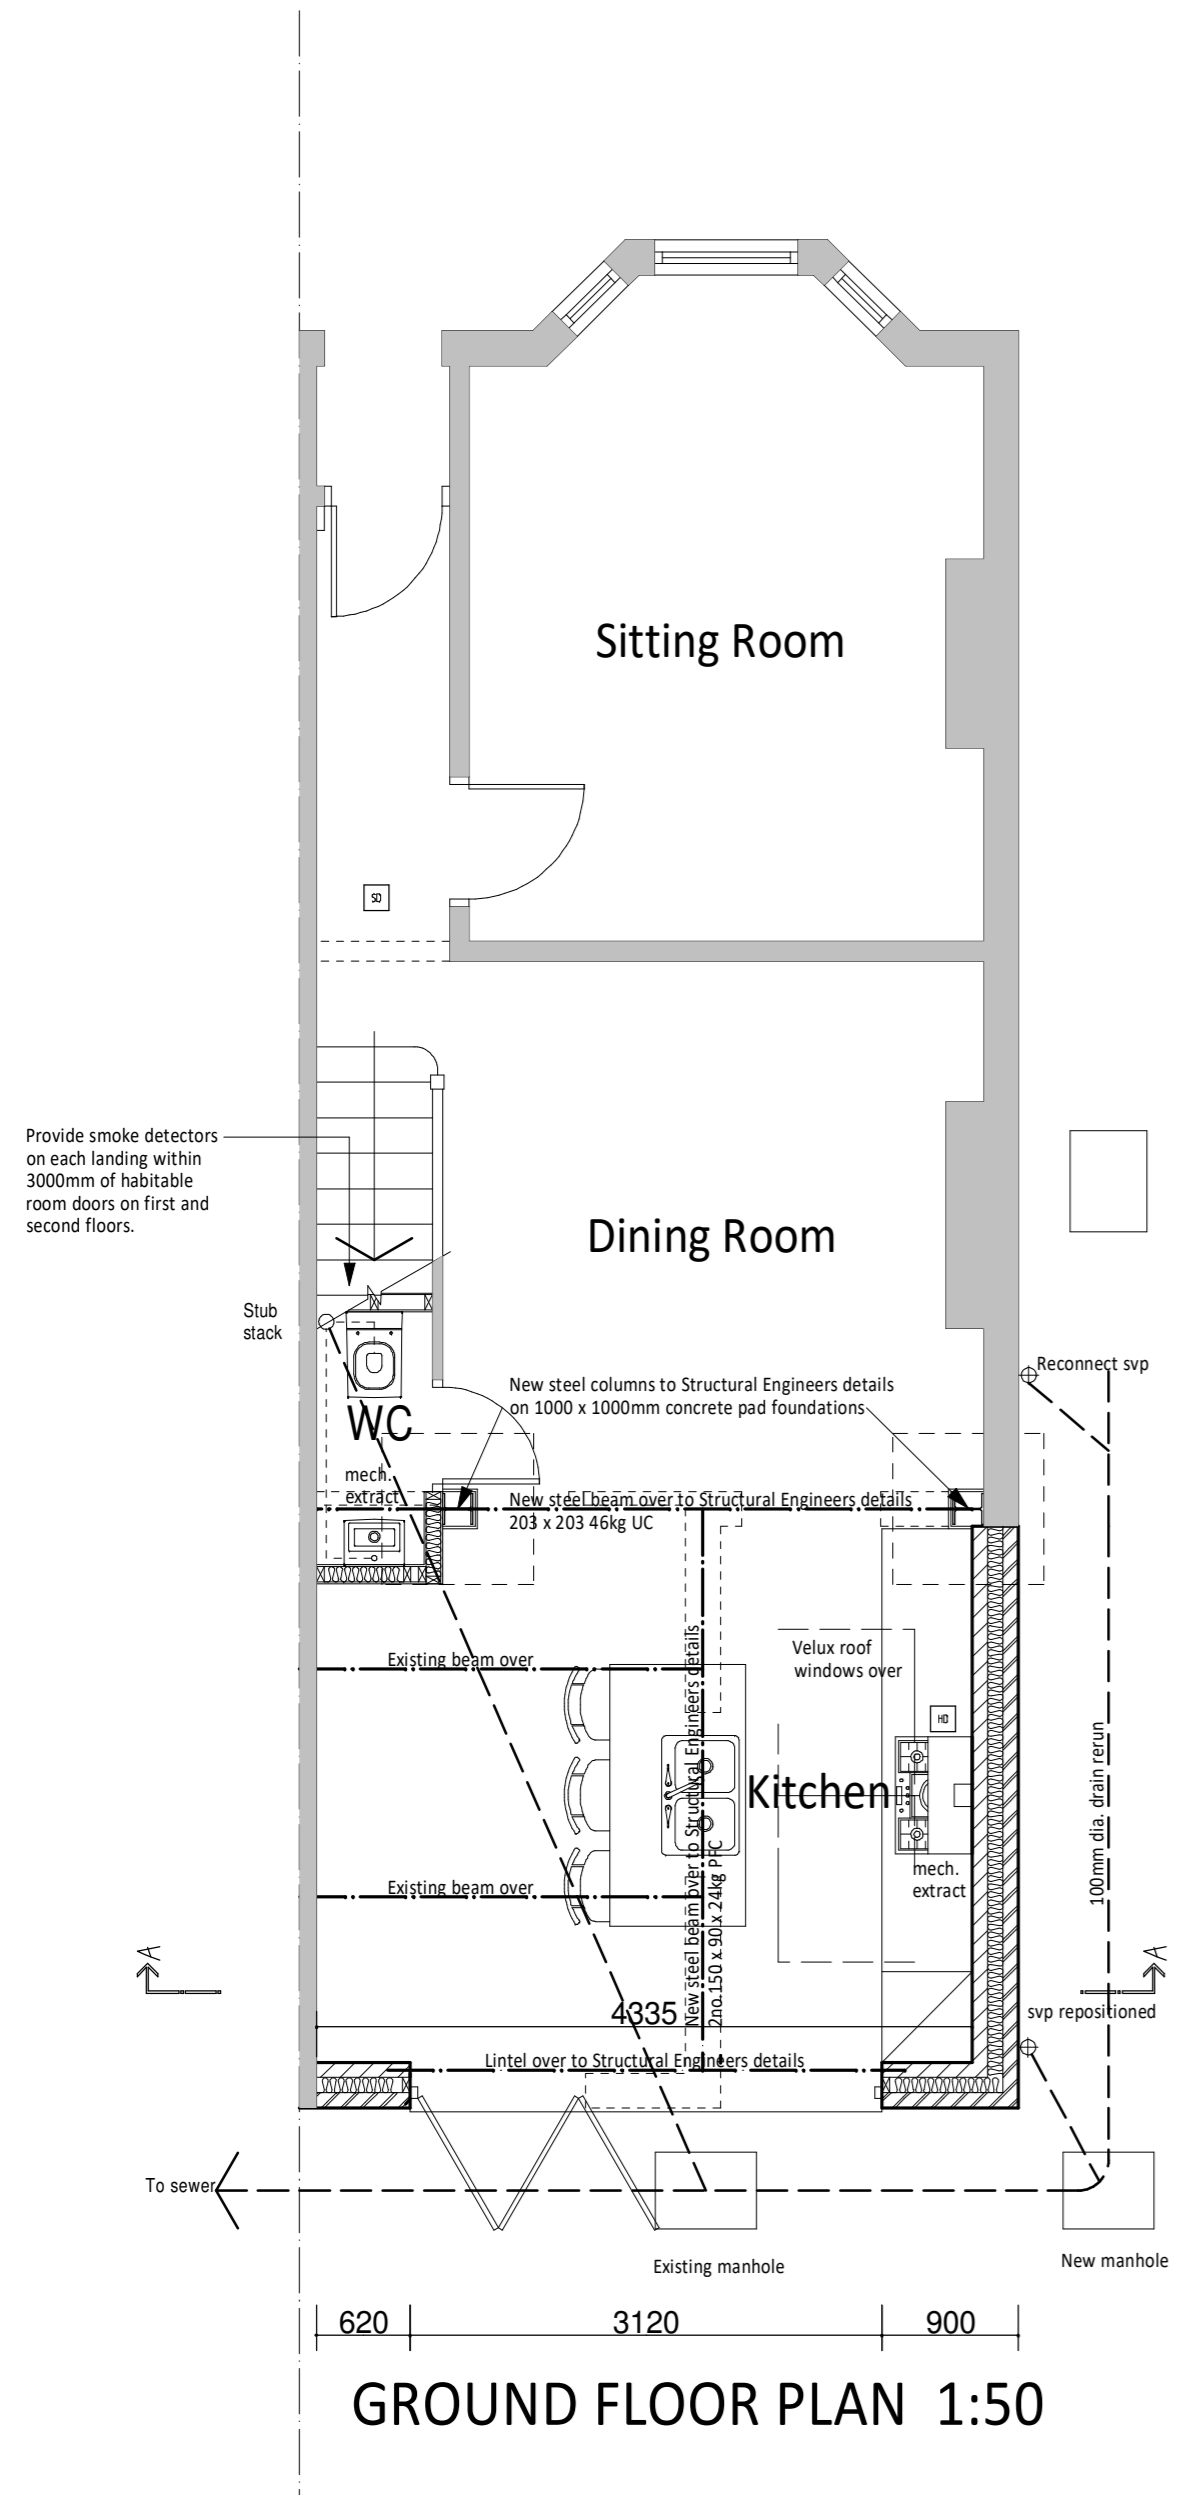 Sitting Room
SD
Provide smoke detectors
on each landing within
3000mm of habitable
room doors on first and
second floors.
Dining Room
Stub
stack
Reconnect svp
New steel columns to Structural Engineers details
on 1000 x 1000mm concrete pad foundations
WC
mech.
extract
New steel beam over to Structural Engineers details
203 x 203 46kg UC
Existing beam over
Velux roof
windows over
HD
New steel beam over to Structural Engineers details
2no.150 x 90 x 24kg PFC
Kitchen
100mm dia. drain rerun
mech.
extract
Existing beam over
A
A
4335
svp repositioned
Lintel over to Structural Engineers details
To sewer
Existing manhole
New manhole
620
3120
900
GROUND FLOOR PLAN 1:50